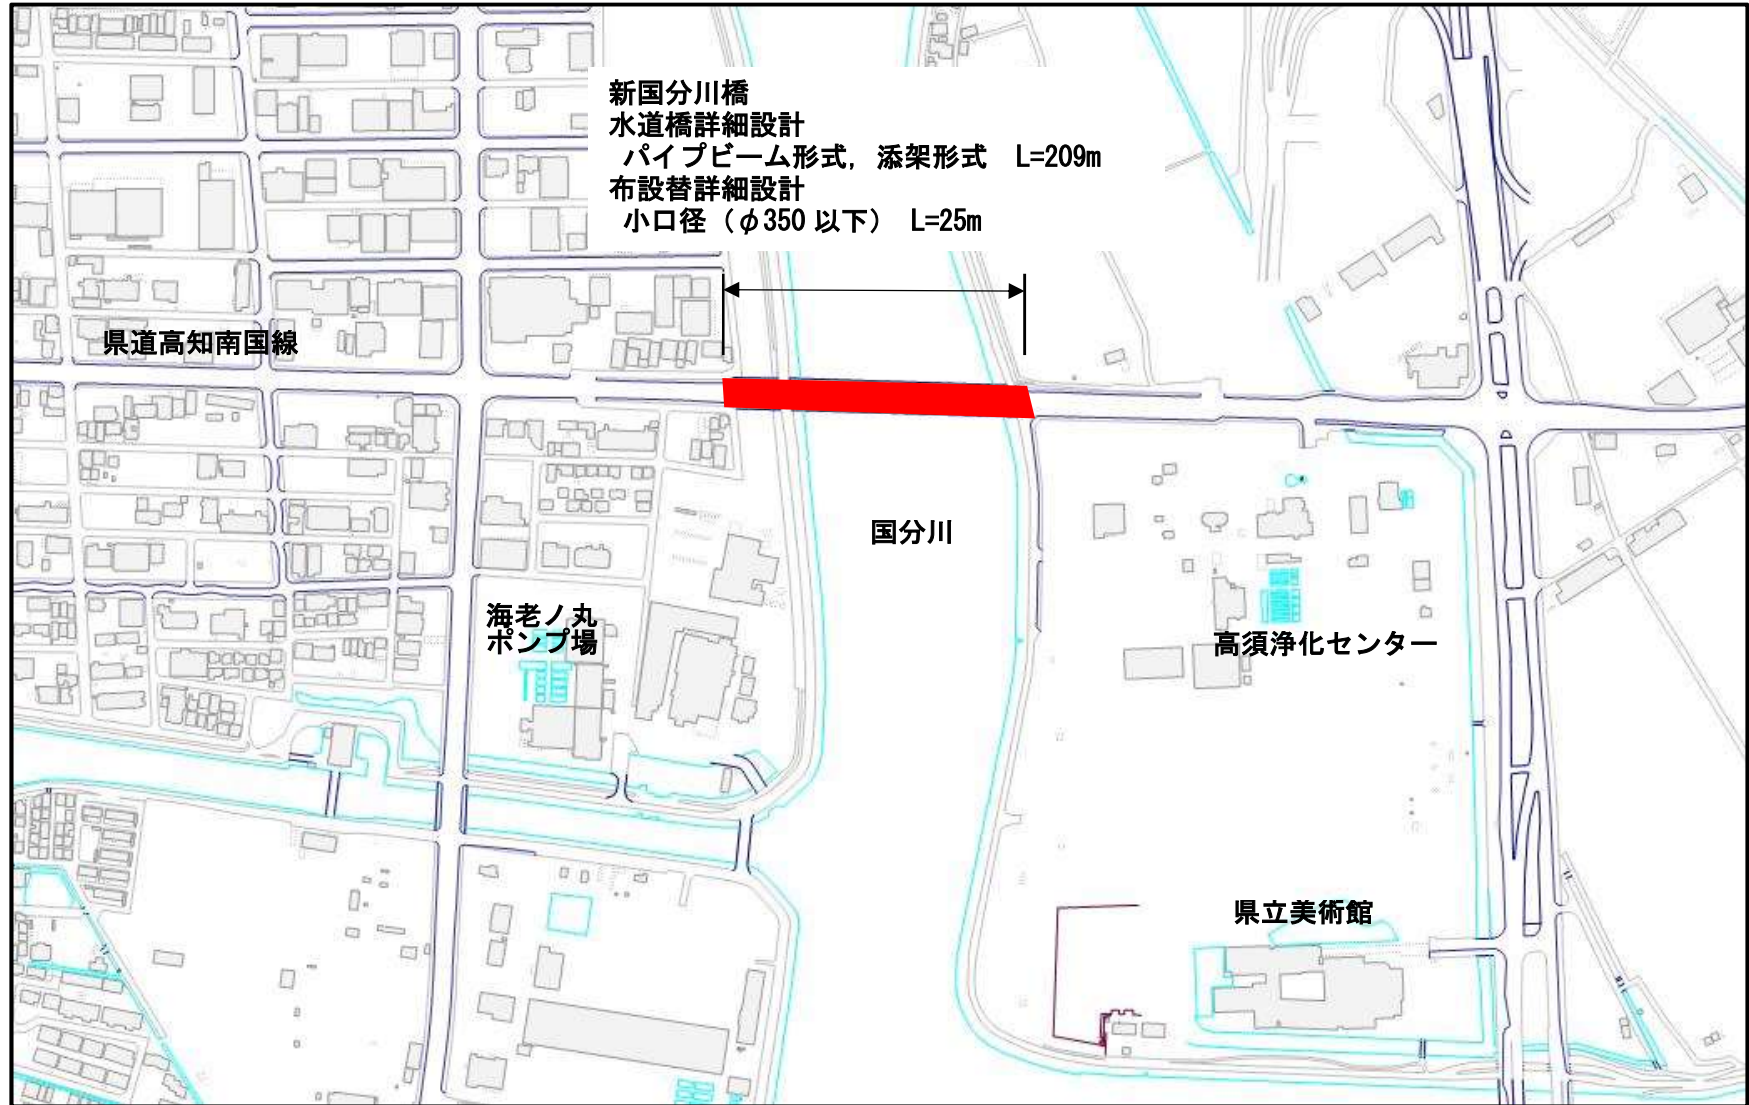 新国分川橋
水道橋詳細設計
パイプビーム形式，添架形式　L=209m
布設替詳細設計
小口径（φ350 以下）　L=25m
県道高知南国線
国分川
海老ノ丸
ポンプ場
高須浄化センター
県立美術館